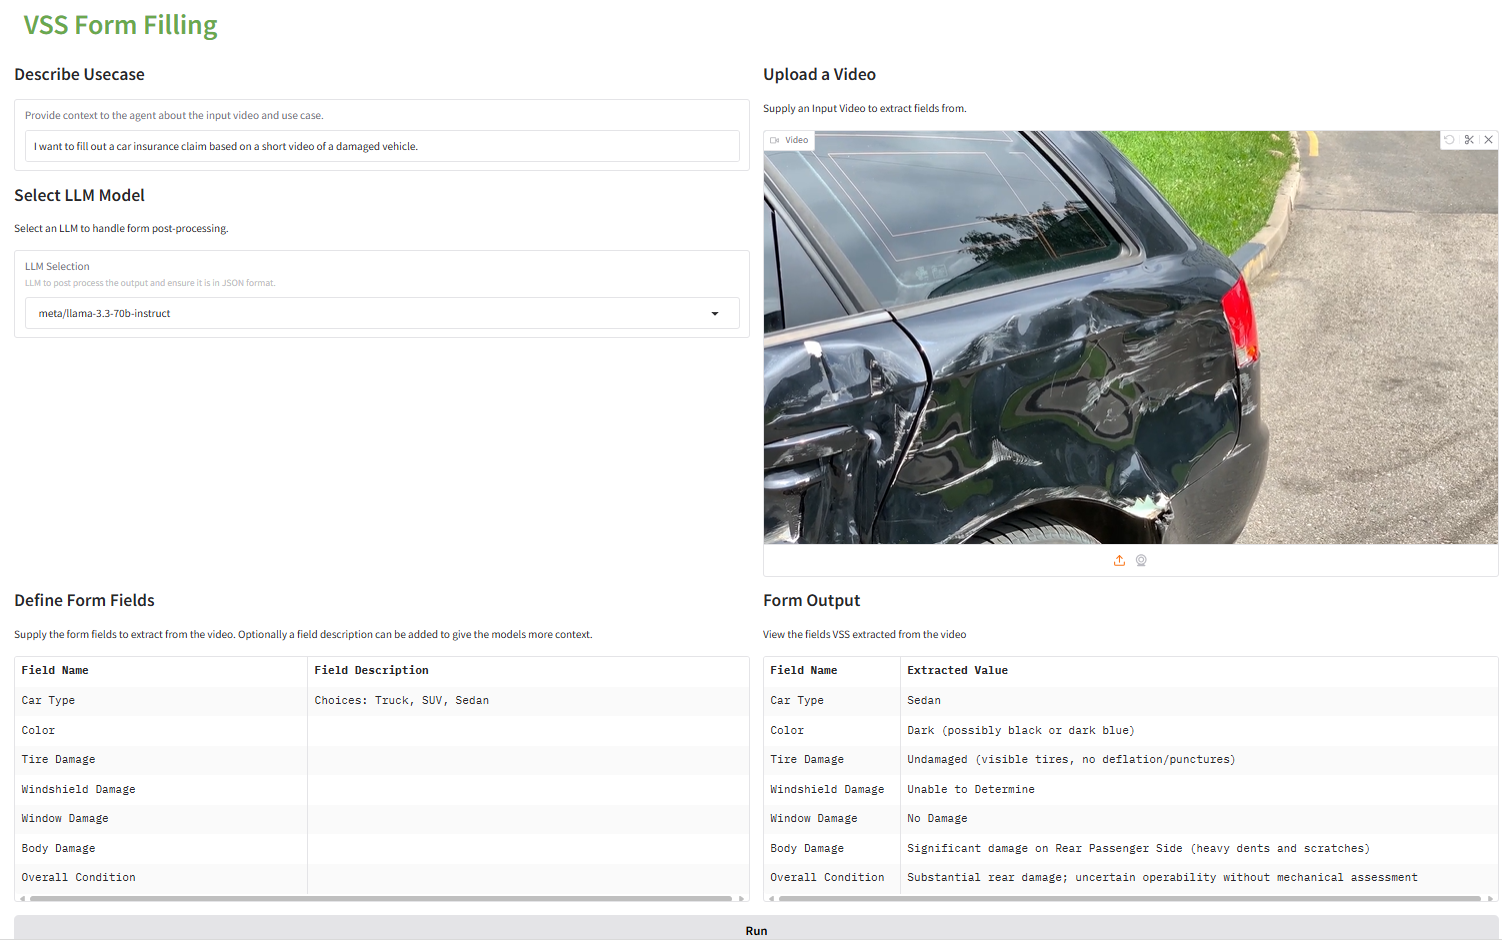 VSS Form Filling
Describe Usecase
Provide context to the agent about the input video and use case.
I want to fill out a car insurance claim based on a short video of a damaged vehicle.
Select LLM Model
Select an LLM to handle form post-processing.
LLM Selection
LLM to post process the output and ensure it is in JSON format.
meta/llama-3.3-70b-instruct
Upload a Video
Supply an Input Video to extract fields from.
Video
Define Form Fields
Supply the form fields to extract from the video. Optionally a field description can be added to give the models more context.
Field Name Field Description
Car Type Choices: Truck, SUV, Sedan
Color
Tire Damage
Windshield Damage
Window Damage
Body Damage
Overall Condition
Form Output
View the fields VSS extracted from the video
Field Name Extracted Value
Car Type Sedan
Color Dark (possibly black or dark blue)
Tire Damage Undamaged (visible tires, no deflation/punctures)
Windshield Damage Unable to Determine
Window Damage No Damage
Body Damage Significant damage on Rear Passenger Side (heavy dents and scratches)
Overall Condition Substantial rear damage; uncertain operability without mechanical assessment
Run